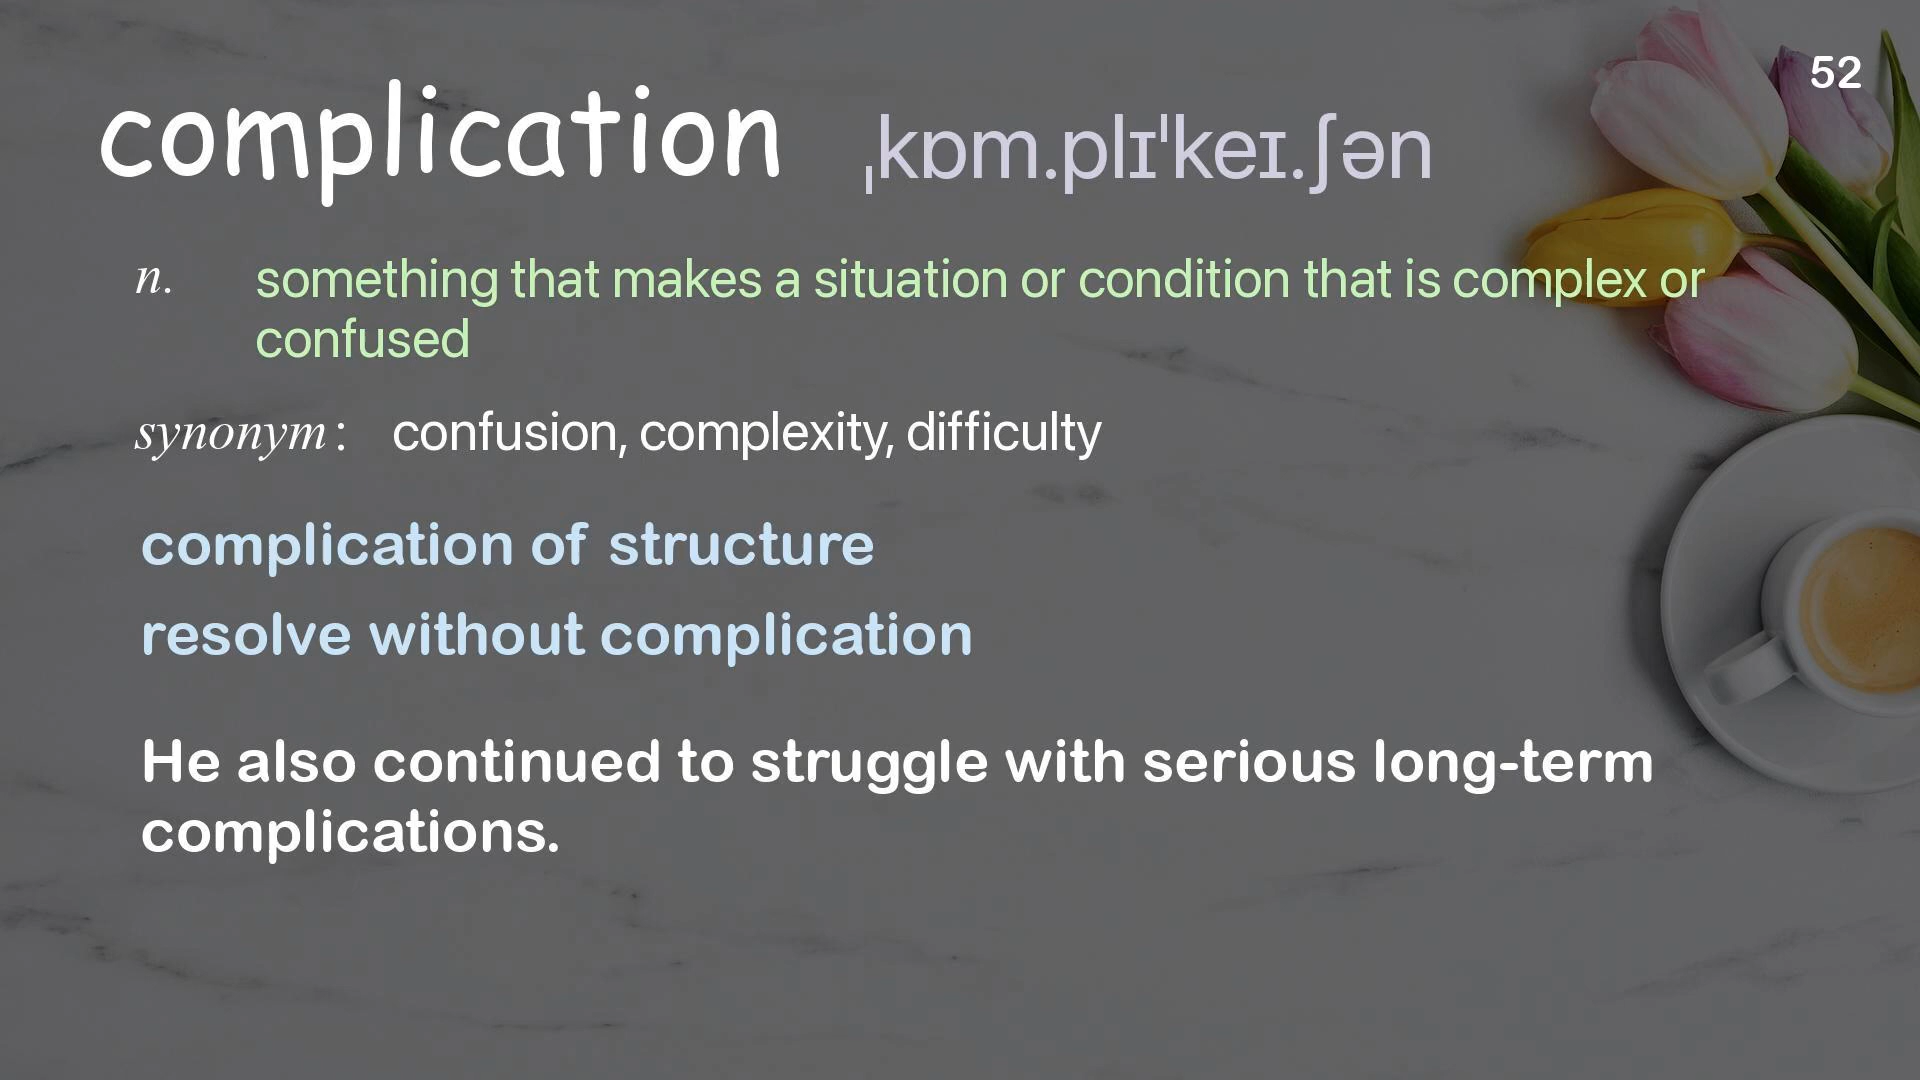 52
complication ˌkɒm.plɪˈkeɪ.ʃən
n. something that makes a situation or condition that is complex or
confused
synonym: confusion, complexity, difficulty
complication of structure
resolve without complication
He also continued to struggle with serious long-term
complications.